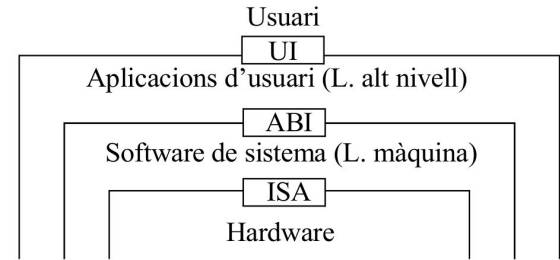 Usuari
UI
Aplicacions d’usuari (L. alt nivell)
ABI
Software de sistema (L. màquina)
ISA
Hardware